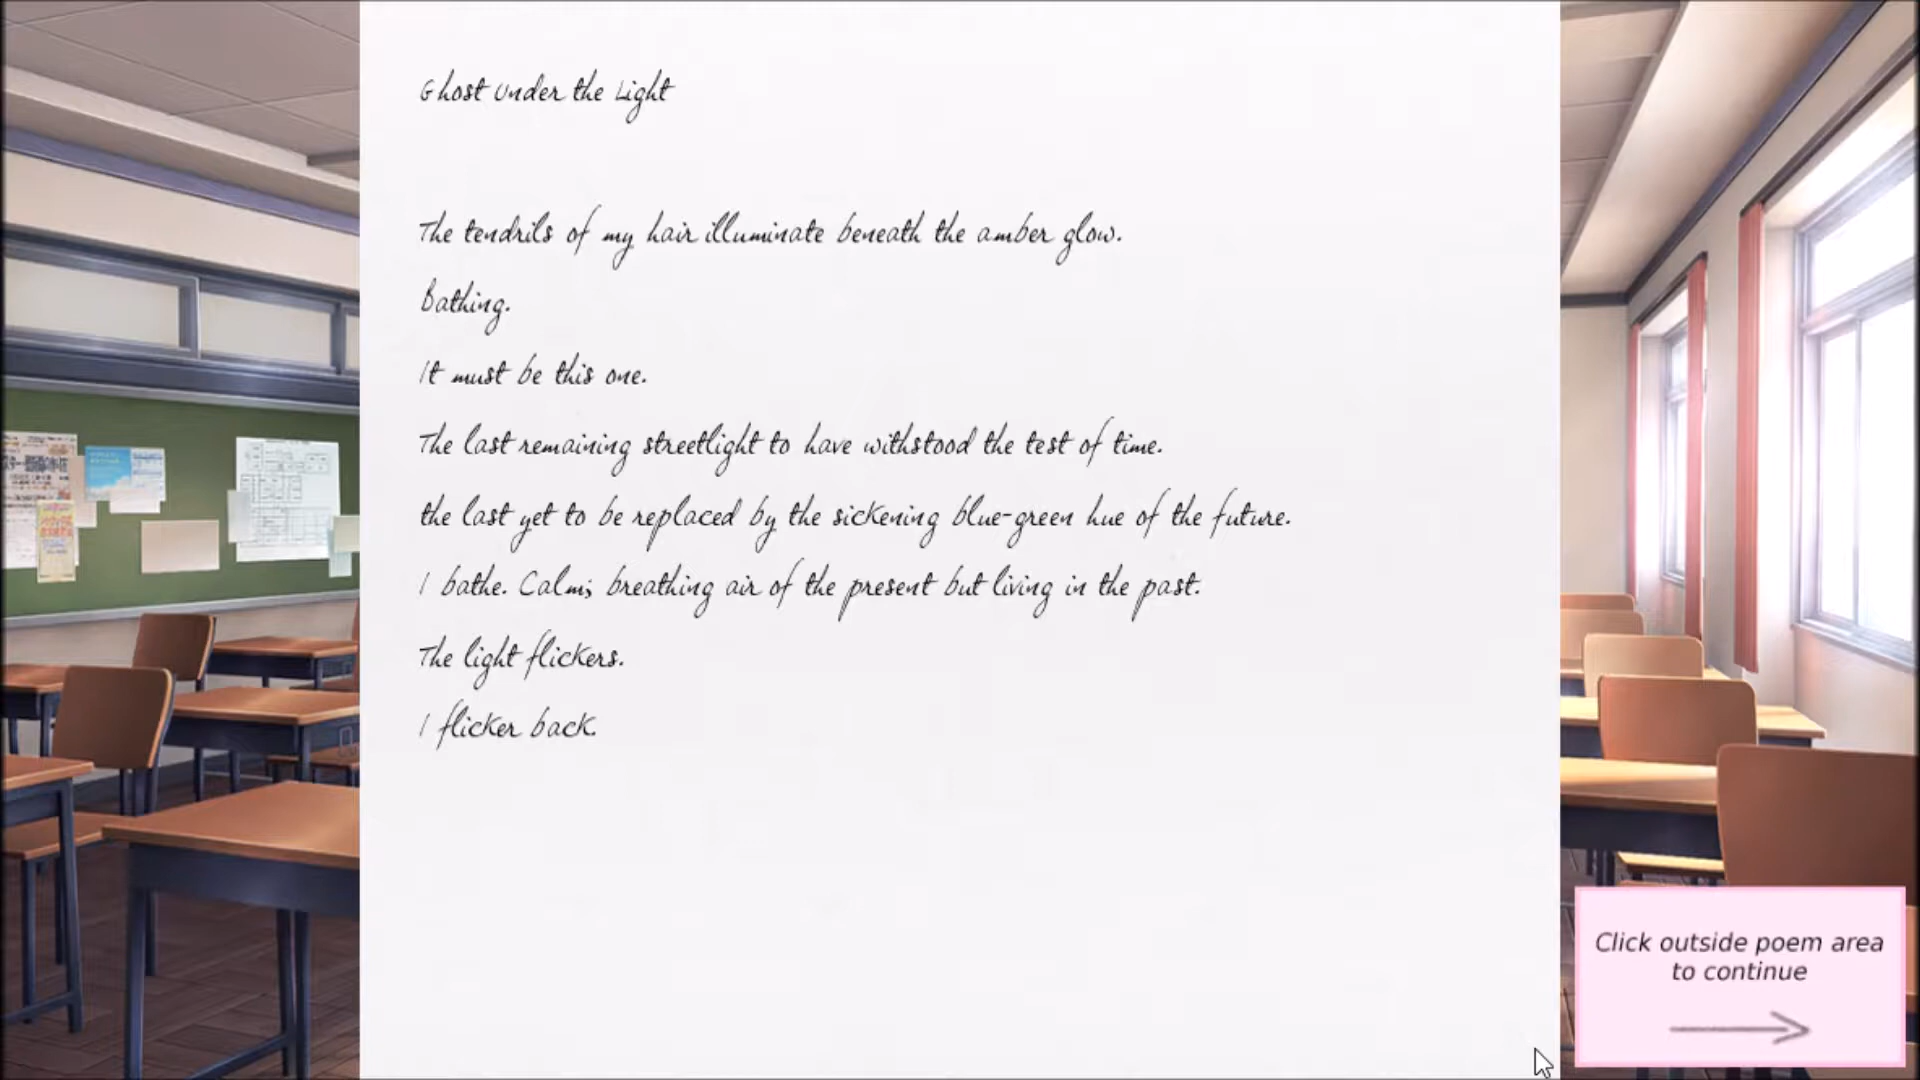 Ghost Under the Light
The tendrils of my hair illuminate beneath the amber glow.
Bathing.
It must be this one.
The last remaining streetlight to have withstood the test of time.
the last yet to be replaced by the sickening blue-green hue of the future.
I bathe. Calm; breathing air of the present but living in the past.
The light flickers.
I flicker back.
Click outside poem area
to continue